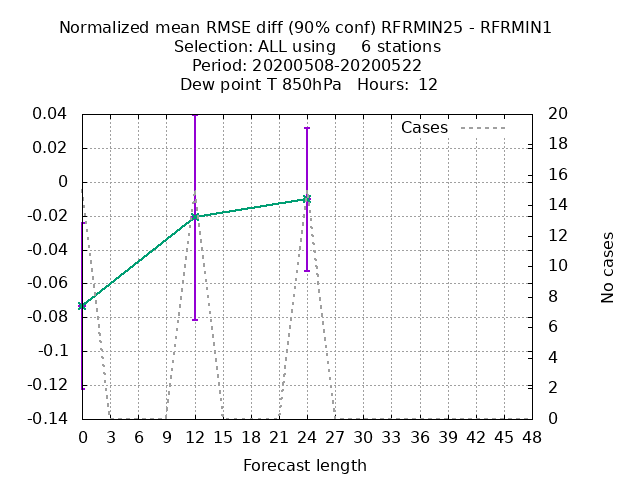 Normalized mean RMSE diff (90% conf) RFRMIN25 - RFRMIN1
Selection: ALL using 6 stations
Period: 20200508-20200522
Dew point T 850hPa Hours: 12
Cases
0.04
0.02
0
-0.02
-0.04
-0.06
-0.08
-0.1
-0.12
-0.14
20
18
16
14
12
10
8
6
4
2
0
No cases
0 3 6 9 12 15 18 21 24 27 30 33 36 39 42 45 48
Forecast length